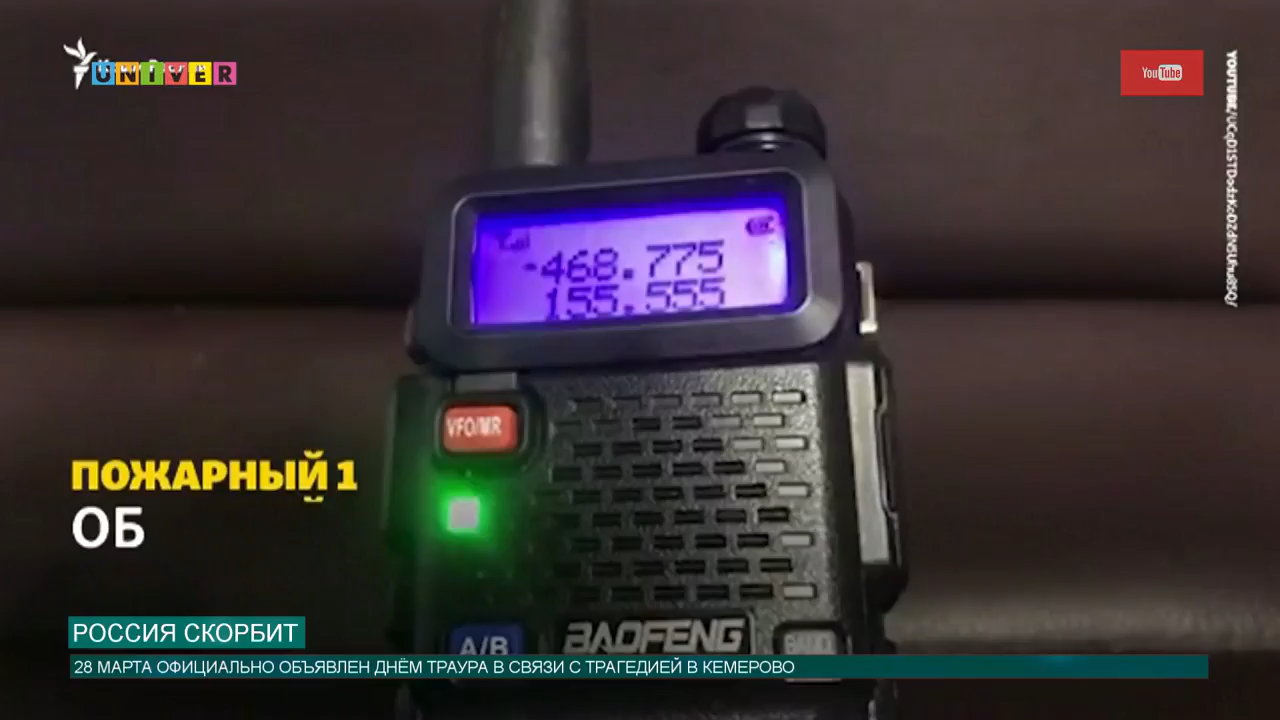 UNIVER
YouTube
-468.775
155.555
VFO/MR
ПОЖАРНЫЙ 1
ОБ
A/B
BAOFENG
BAND
РОССИЯ СКОРБИТ
28 МАРТА ОФИЦИАЛЬНО ОБЪЯВЛЕН ДНЁМ ТРАУРА В СВЯЗИ С ТРАГЕДИЕЙ В КЕМЕРОВО